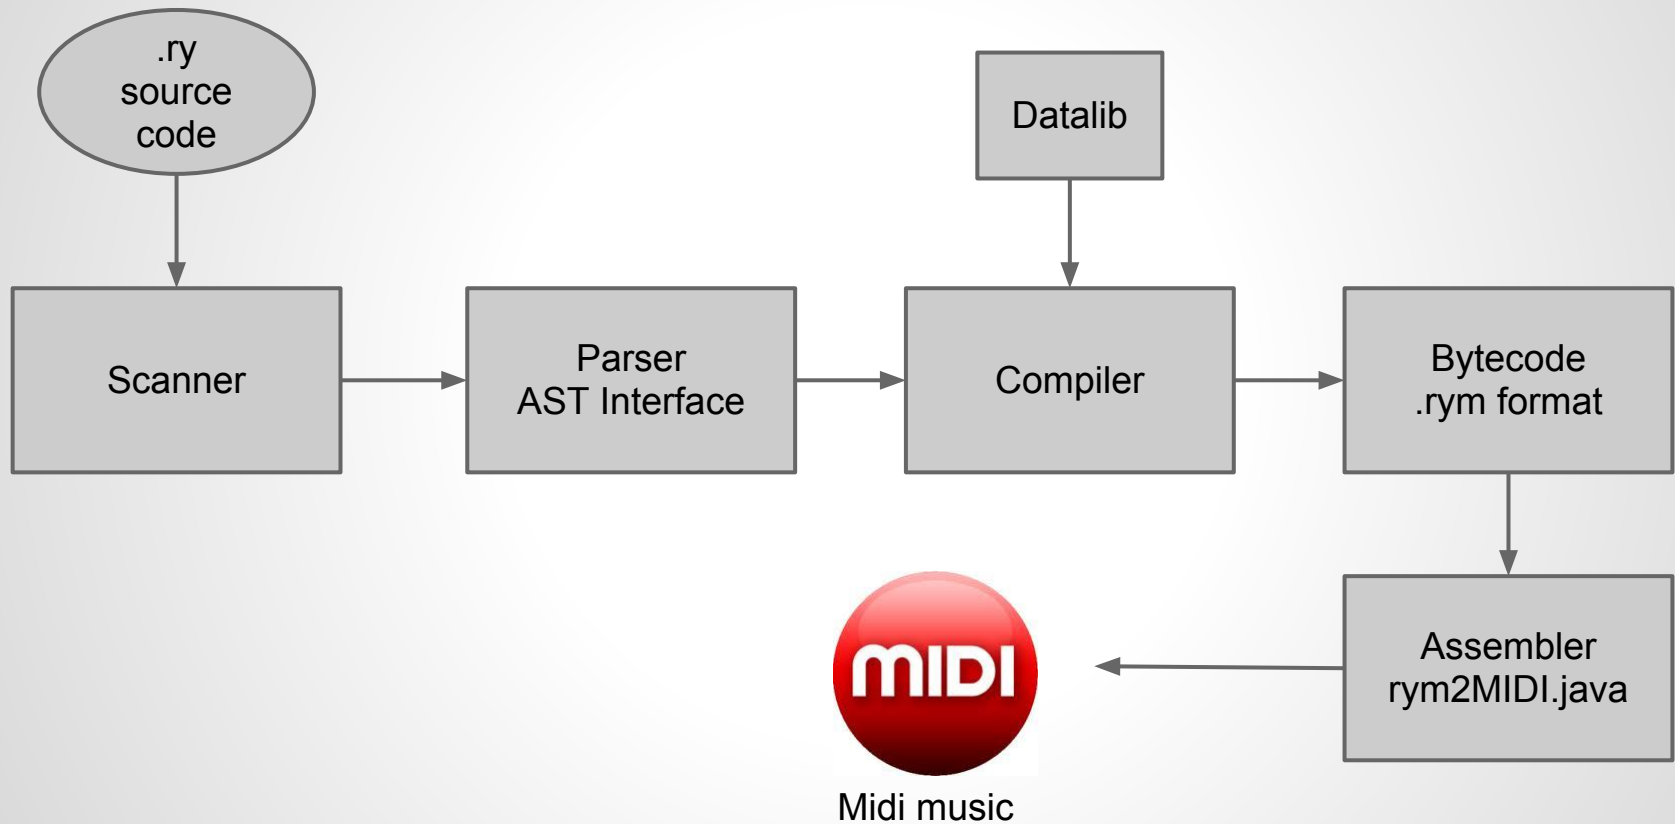 .ry
source
code
Datalib
Scanner
Parser
AST Interface
Compiler
Bytecode
.rym format
Assembler
rym2MIDI.java
MIDI
Midi music